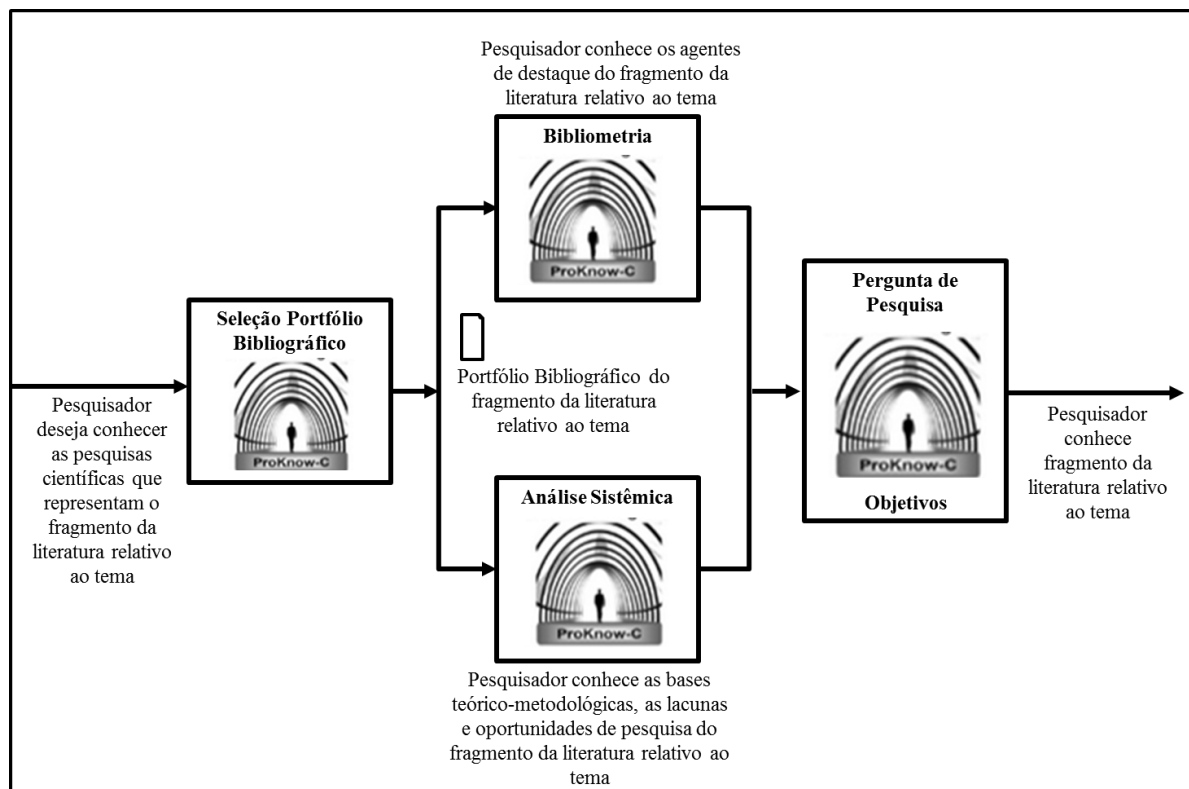 Pesquisador
deseja conhecer
as pesquisas
científicas que
representam o
fragmento da
literatura relativo
ao tema
Seleção Portfólio
Bibliográfico
ProKnow-C
Pesquisador conhece os agentes
de destaque do fragmento da
literatura relativo ao tema
Bibliometria
ProKnow-C
Portfólio Bibliográfico do
fragmento da literatura
relativo ao tema
Análise Sistêmica
ProKnow-C
Pesquisador conhece as bases
teórico-metodológicas, as lacunas
e oportunidades de pesquisa do
fragmento da literatura relativo ao
tema
Pergunta de
Pesquisa
ProKnow-C
Objetivos
Pesquisador
conhece
fragmento da
literatura relativo
ao tema